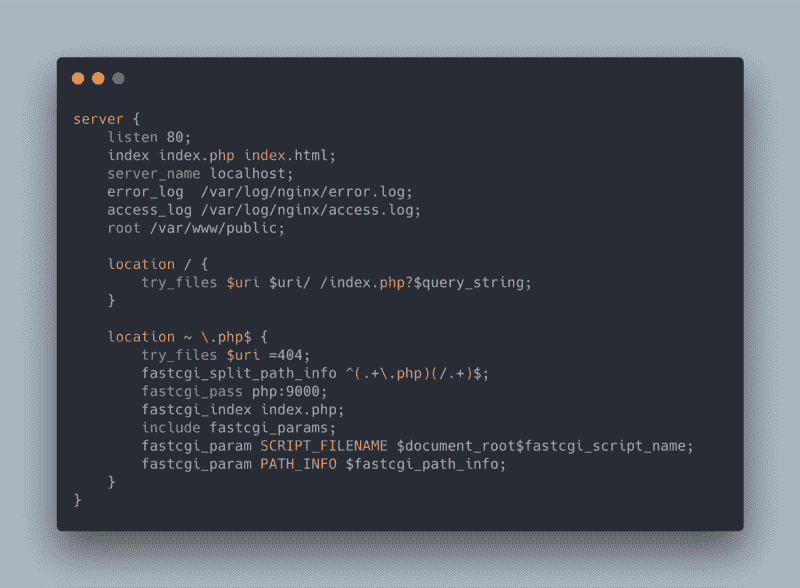 server {
    listen 80;
    index index.php index.html;
    server_name localhost;
    error_log  /var/log/nginx/error.log;
    access_log /var/log/nginx/access.log;
    root /var/www/public;

    location / {
        try_files $uri $uri/ /index.php?$query_string;
    }

    location ~ \.php$ {
        try_files $uri =404;
        fastcgi_split_path_info ^(.+\.php)(/.+)$;
        fastcgi_pass php:9000;
        fastcgi_index index.php;
        include fastcgi_params;
        fastcgi_param SCRIPT_FILENAME $document_root$fastcgi_script_name;
        fastcgi_param PATH_INFO $fastcgi_path_info;
    }
}